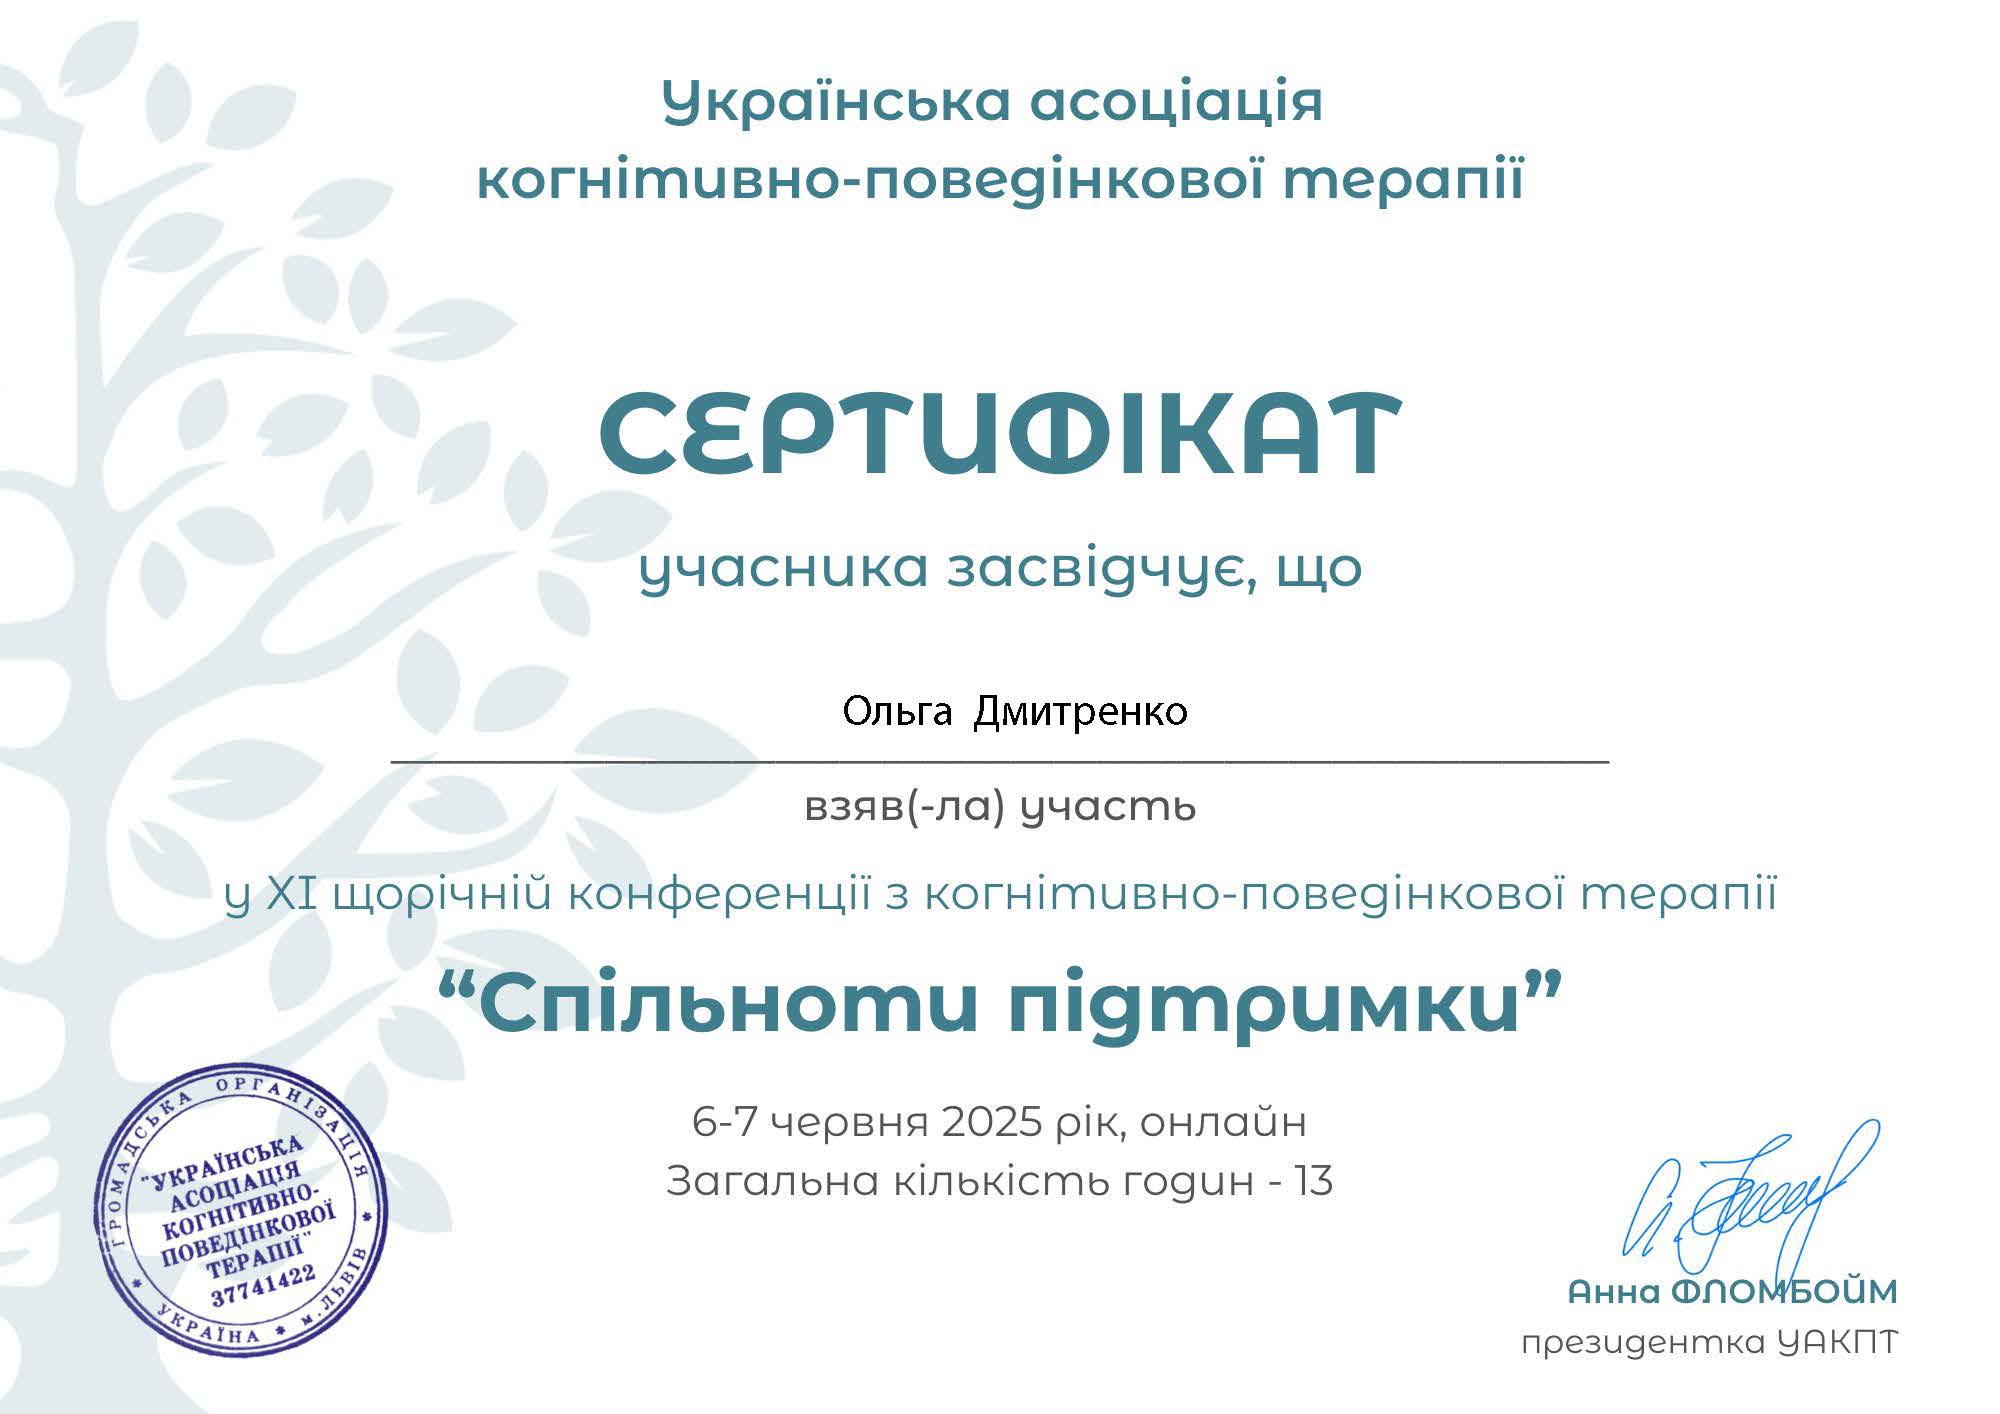 Українська асоціація
когнітивно-поведінкової терапії
СЕРТИФІКАТ
учасника засвідчує, що
Ольга Дмитренко
взяв(-ла) участь
у XI щорічній конференції з когнітивно-поведінкової терапії
“Спільноти підтримки”
6-7 червня 2025 рік, онлайн
Загальна кількість годин - 13
ГРОМАДСЬКА ОРГАНІЗАЦІЯ
"УКРАЇНСЬКА
АСОЦІАЦІЯ
КОГНІТИВНО-
ПОВЕДІНКОВОЇ
ТЕРАПІЇ"
37741422
* УКРАЇНА * м.ЛЬВІВ *
Анна ФЛОМБОЙМ
президентка УАКПТ